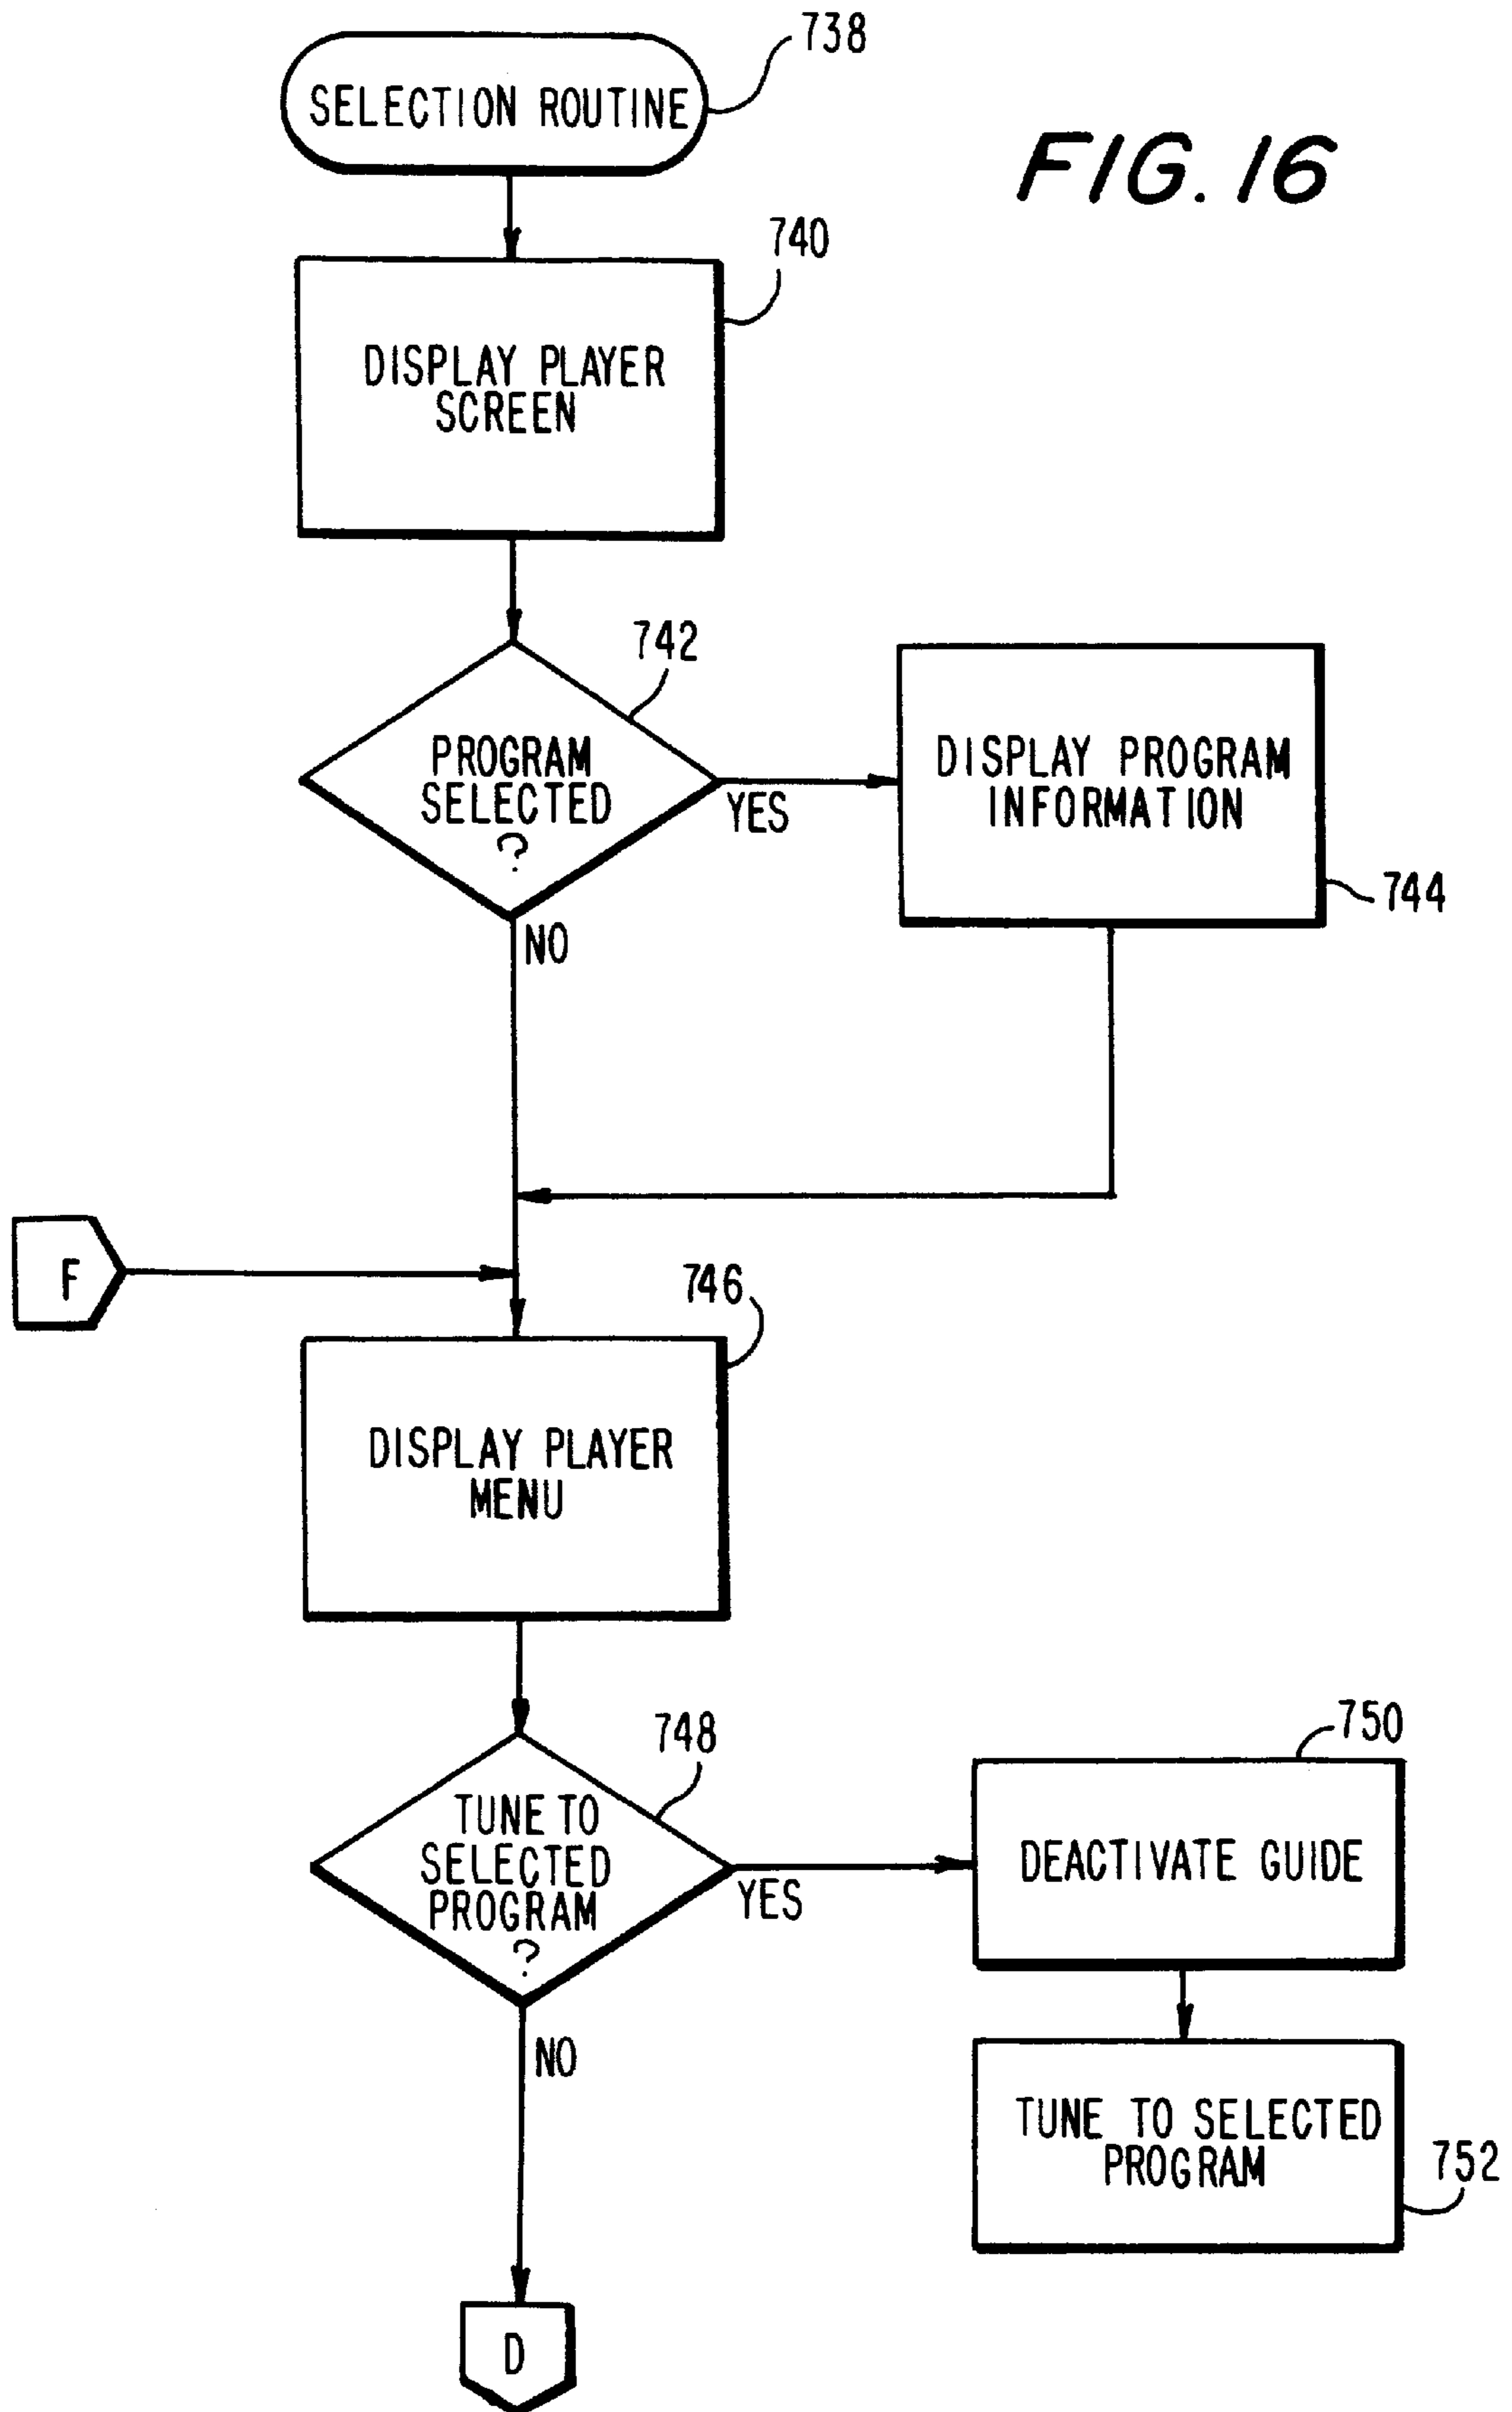 738
SELECTION ROUTINE
FIG. 16
740
DISPLAY PLAYER
SCREEN
742
PROGRAM
SELECTED
?
YES
NO
DISPLAY PROGRAM
INFORMATION
744
F
746
DISPLAY PLAYER
MENU
748
TUNE TO
SELECTED
PROGRAM
?
YES
NO
750
DEACTIVATE GUIDE
TUNE TO SELECTED
PROGRAM
752
D